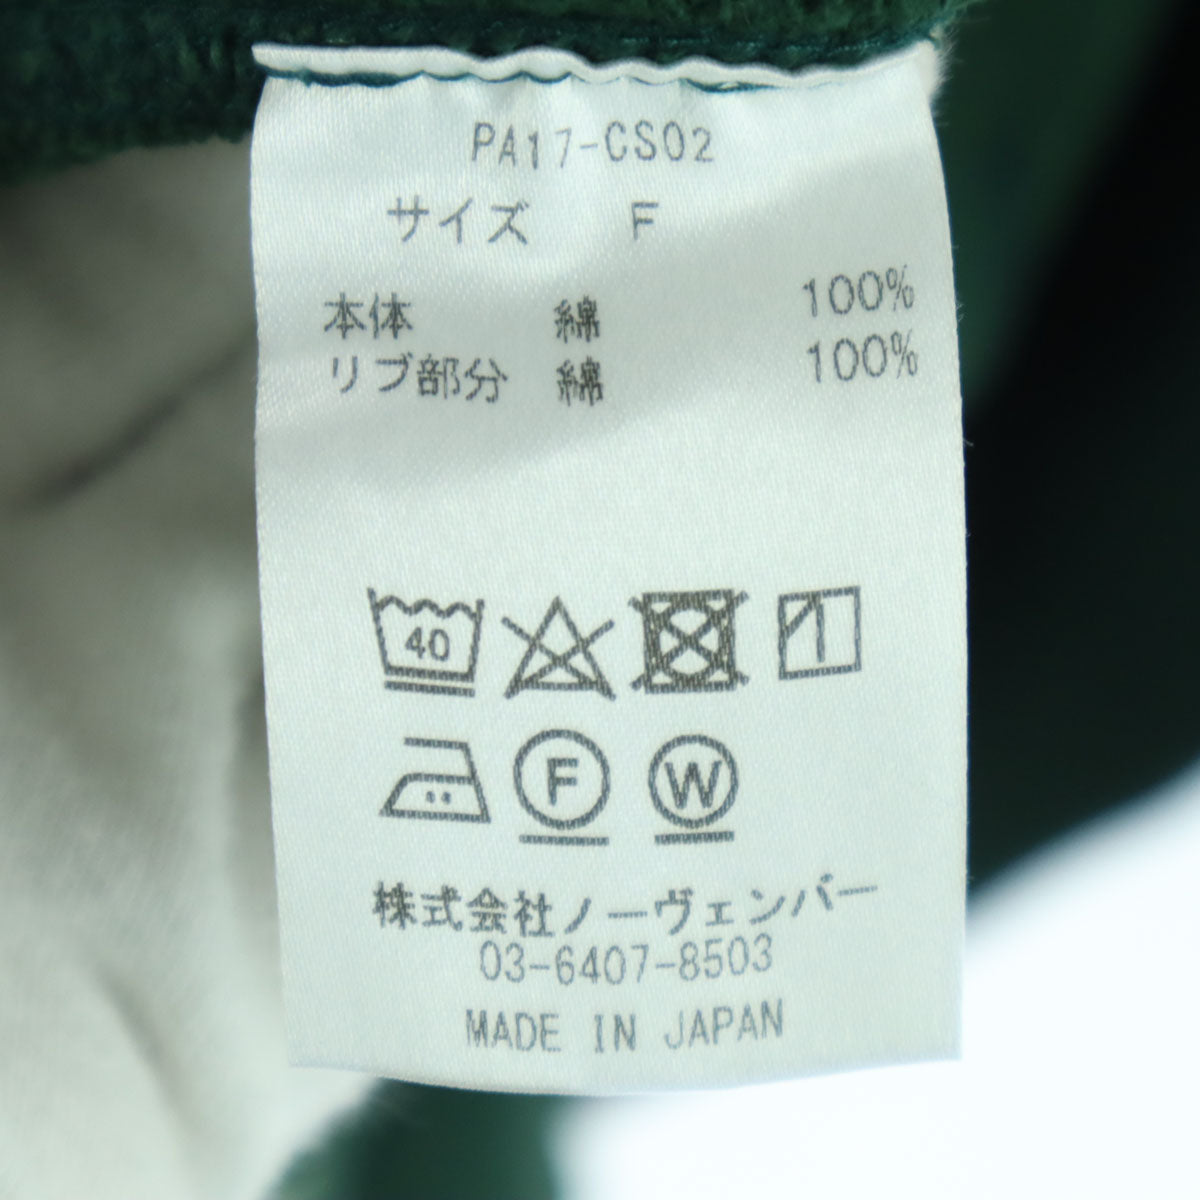 PA17-CS02
サイズ F
本体 綿 100%
リブ部分 綿 100%
40
F W
株式会社ノーヴェンバー
03-6407-8503
MADE IN JAPAN